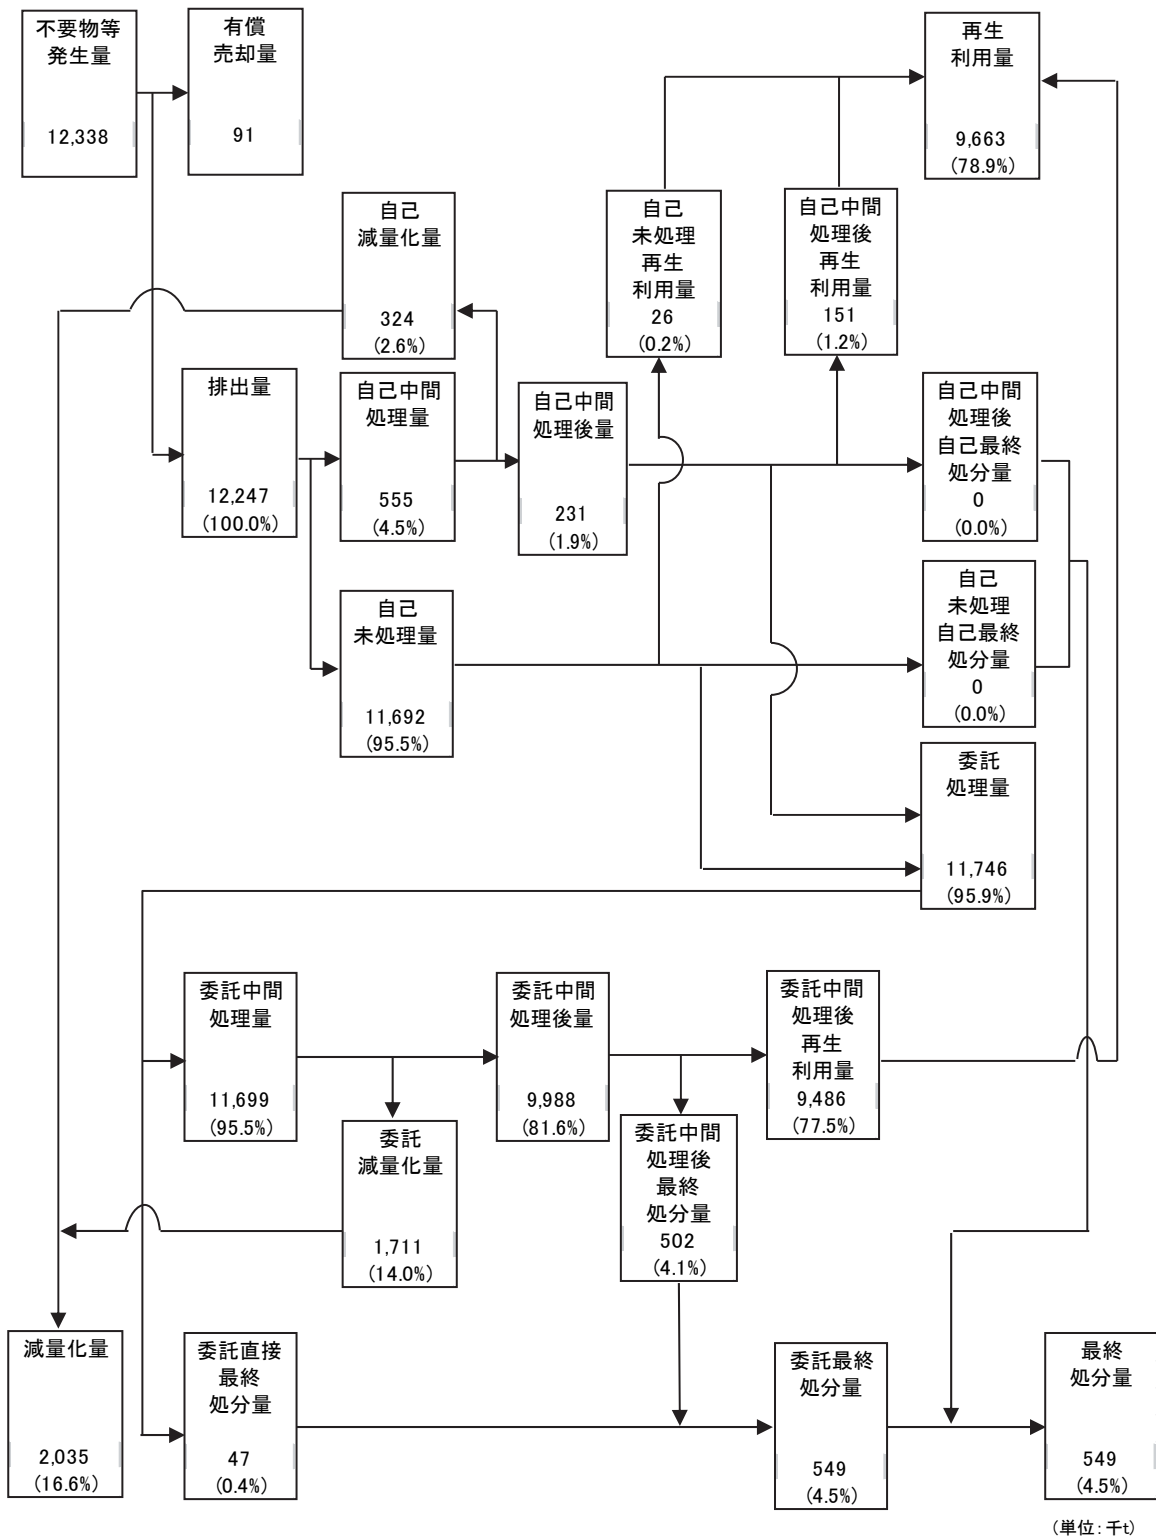 不要物等
発生量
12,338
有償
売却量
91
再生
利用量
9,663
(78.9%)
自己
減量化量
324
(2.6%)
自己
未処理
再生
利用量
26
(0.2%)
自己中間
処理後
再生
利用量
151
(1.2%)
排出量
12,247
(100.0%)
自己中間
処理量
555
(4.5%)
自己中間
処理後量
231
(1.9%)
自己中間
処理後
自己最終
処分量
0
(0.0%)
自己
未処理量
11,692
(95.5%)
自己
未処理
自己最終
処分量
0
(0.0%)
委託
処理量
11,746
(95.9%)
委託中間
処理量
11,699
(95.5%)
委託中間
処理後量
9,988
(81.6%)
委託中間
処理後
再生
利用量
9,486
(77.5%)
委託
減量化量
1,711
(14.0%)
委託中間
処理後
最終
処分量
502
(4.1%)
減量化量
2,035
(16.6%)
委託直接
最終
処分量
47
(0.4%)
委託最終
処分量
549
(4.5%)
最終
処分量
549
(4.5%)
(単位:千t)